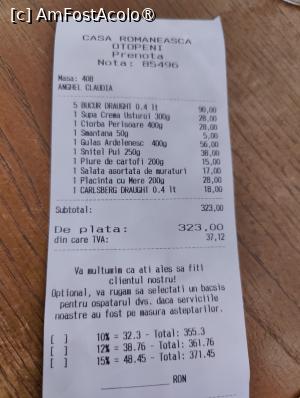 [c] AmFostAcolo®
CASA ROMANEASCA
OTOPENI
Prenota
Nota: 85496
Masa: 408
ANGHEL CLAUDIA
5 BUCUR DRAUGHT 0.4 lt 90,00
1 Supa Crema Usturoi 300g 28,00
1 Ciorba Perisoare 400g 28,00
1 Smantana 50g 5,00
1 Gulas Ardelenesc 400g 56,00
1 Snitel Pui 250g 38,00
1 Piure de cartofi 200g 15,00
1 Salata asortata de muraturi 17,00
1 Placinta cu Mere 200g 28,00
1 CARLSBERG DRAUGHT 0.4 lt 18,00
Subtotal: 323,00
De plata: 323,00
din care TVA: 37,12
Va multumim ca ati ales sa fiti
clientul nostru!
Optional, va rugam sa selectati un bacsis
pentru ospatarul dvs. daca serviciile
noastre au fost pe masura asteptarilor.
[ ] 10% = 32.3 - Total: 355.3
[ ] 12% = 38.76 - Total: 361.76
[ ] 15% = 48.45 - Total: 371.45
____________ RON